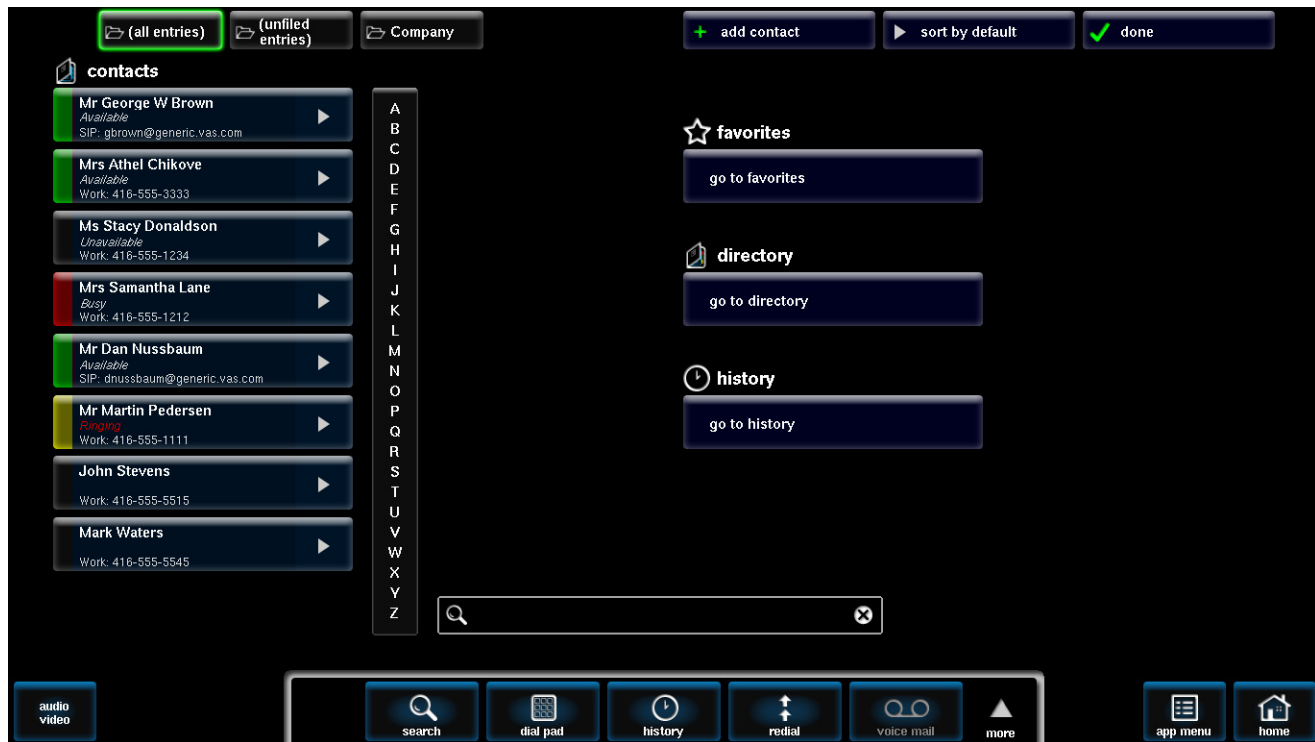 (all entries)
(unfiled
entries)
Company
add contact
sort by default
done
contacts
Mr George W Brown
Available
SIP: gbrown@generic.vas.com
Mrs Athel Chikove
Available
Work: 416-555-3333
Ms Stacy Donaldson
Unavailable
Work: 416-555-1234
Mrs Samantha Lane
Busy
Work: 416-555-1212
Mr Dan Nussbaum
Available
SIP: dnussbaum@generic.vas.com
Mr Martin Pedersen
Ringing
Work: 416-555-1111
John Stevens
Work: 416-555-5515
Mark Waters
Work: 416-555-5545
A
B
C
D
E
F
G
H
I
J
K
L
M
N
O
P
Q
R
S
T
U
V
W
X
Y
Z
favorites
go to favorites
directory
go to directory
history
go to history
audio
video
search
dial pad
history
redial
voice mail
more
app menu
home